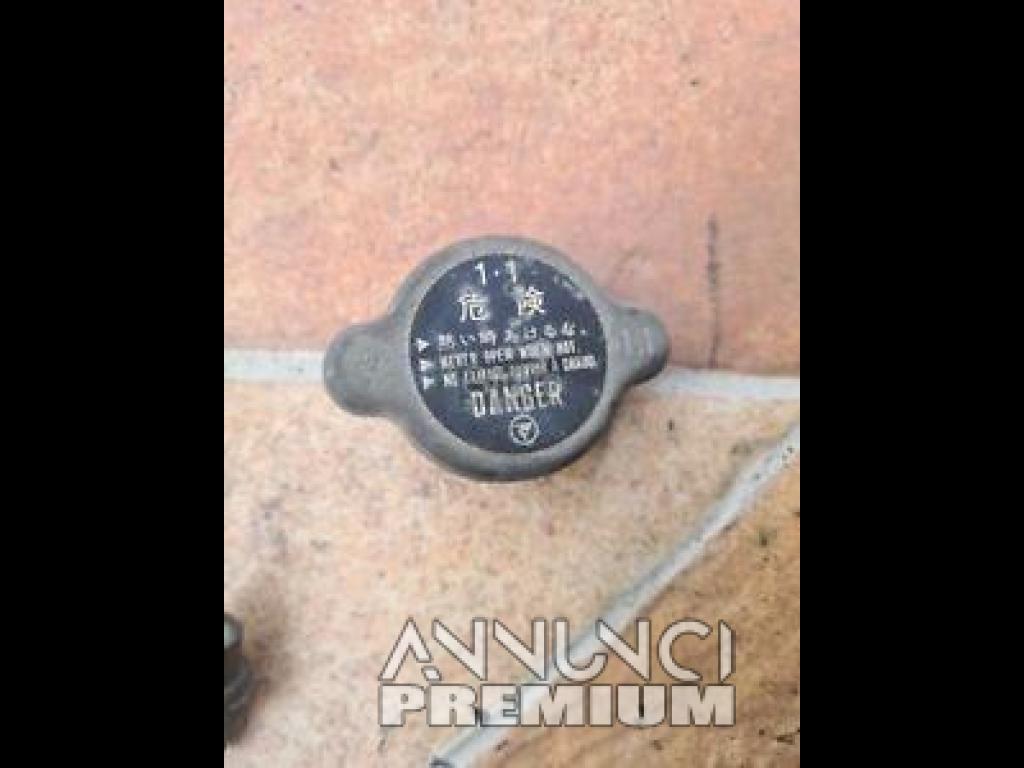 1·1
危険
▼熱い時あけるな。
▼NEVER OPEN WHEN HOT
DANGER
ANNUNCI
PREMIUM